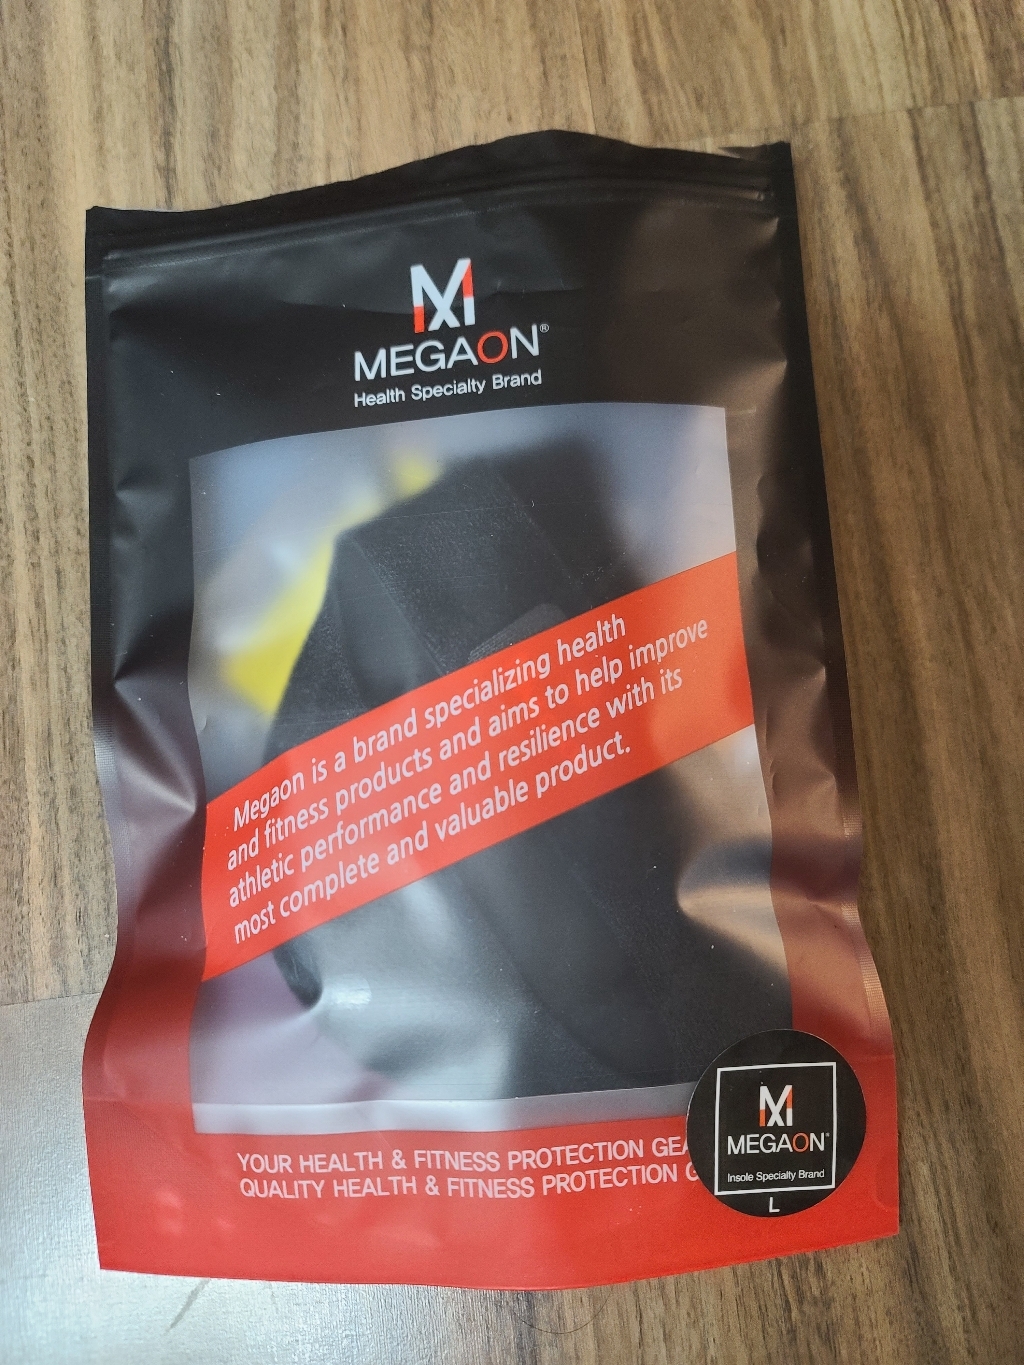 MEGAON®
Health Specialty Brand
Megaon is a brand specializing health
and fitness products and aims to help improve
athletic performance and resilience with its
most complete and valuable product.
YOUR HEALTH & FITNESS PROTECTION
QUALITY HEALTH & FITNESS PROTECTION
MEGAON®
Insole Specialty Brand
L